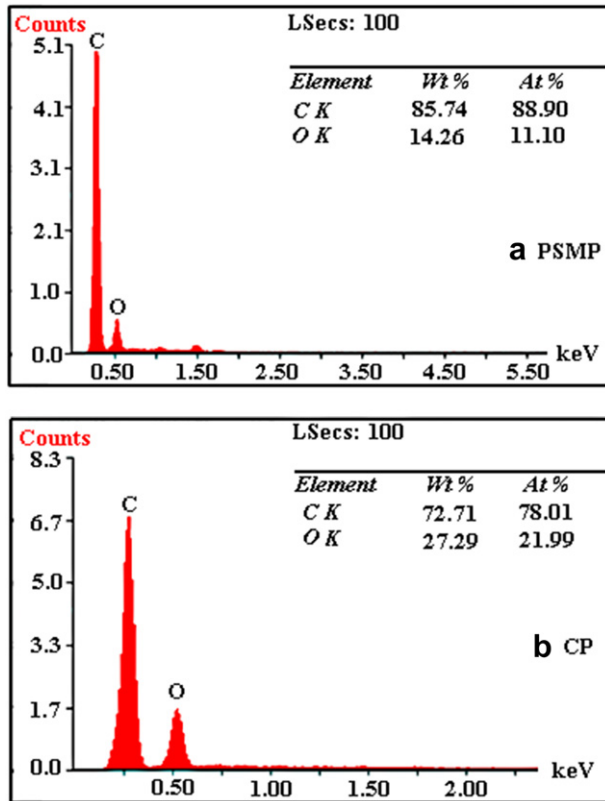 Counts
LSecs: 100
5.1
C
Element Wt % At %
C K 85.74 88.90
O K 14.26 11.10
4.1
3.1
2.1
a PSMP
1.0
O
0.0
keV
0.50 1.50 2.50 3.50 4.50 5.50
Counts
LSecs: 100
8.3
Element Wt % At %
C
C K 72.71 78.01
O K 27.29 21.99
6.7
5.0
3.3
b CP
O
1.7
0.0
keV
0.50 1.00 1.50 2.00